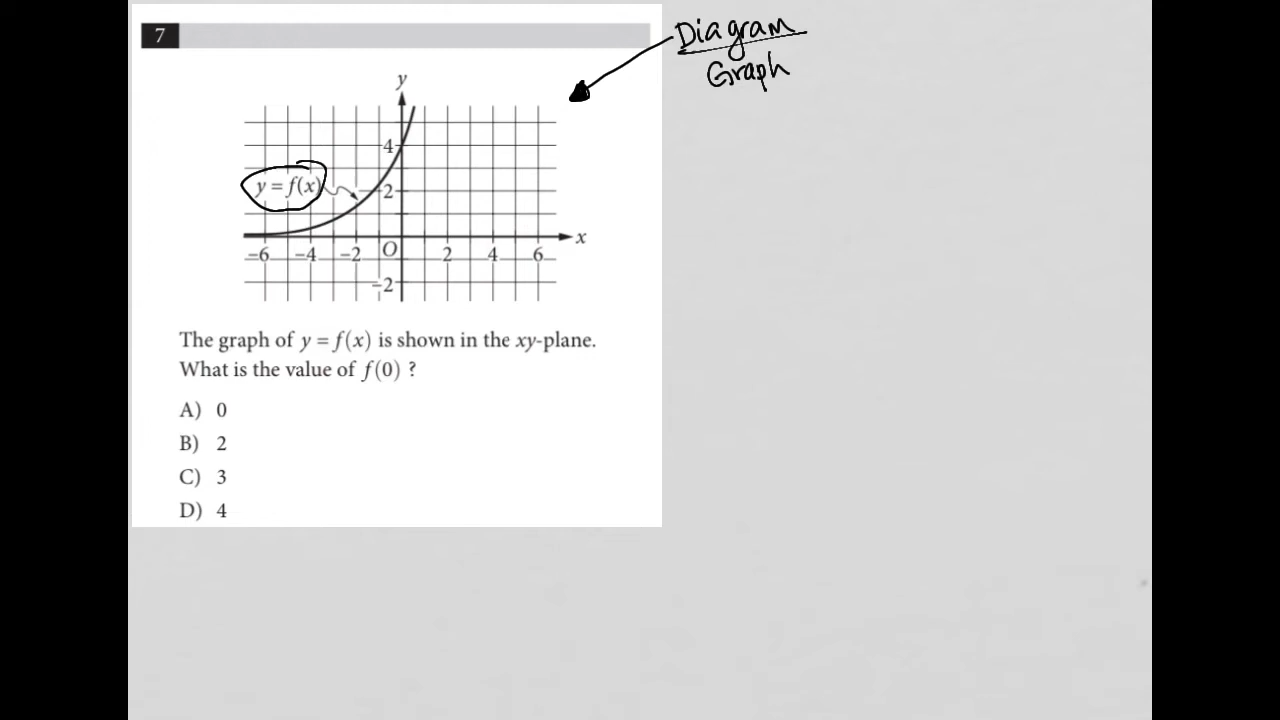 7
Diagram
Graph
y
4
y = f(x)
2
x
−6 −4 −2 O 2 4 6
−2
The graph of y = f(x) is shown in the xy-plane.
What is the value of f(0) ?
A) 0
B) 2
C) 3
D) 4